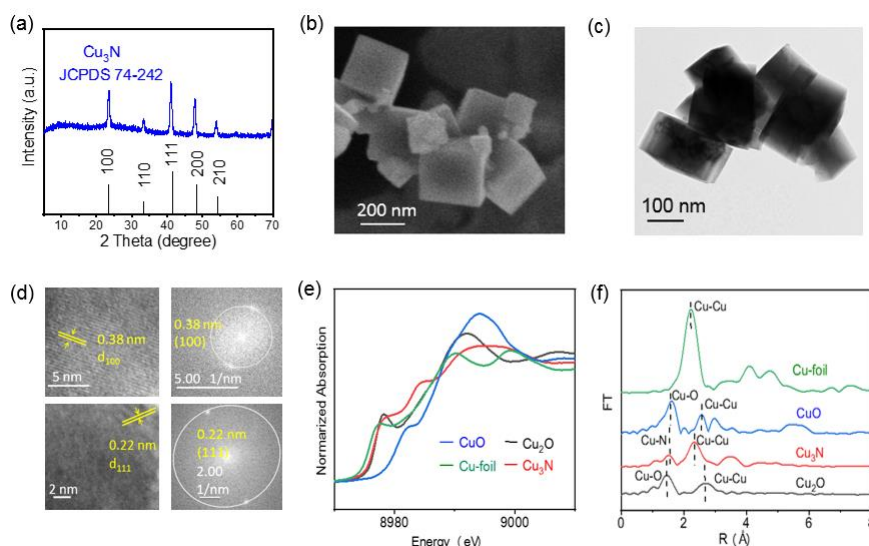 (a)
Cu₃N
JCPDS 74-242
Intensity (a.u.)
100
110
111
200
210
10 20 30 40 50 60 70
2 Theta (degree)
(b)
200 nm
(c)
100 nm
(d)
0.38 nm
d₁₀₀
5 nm
0.38 nm
(100)
5.00 1/nm
0.22 nm
d₁₁₁
2 nm
0.22 nm
(111)
2.00
1/nm
(e)
Normarized Absorption
CuO Cu₂O
Cu-foil Cu₃N
8980 9000
Energy (eV)
(f)
FT
Cu-Cu
Cu-foil
Cu-O
Cu-Cu
CuO
Cu-N
Cu-Cu
Cu₃N
Cu-O
Cu-Cu
Cu₂O
0 2 4 6 8
R (Å)